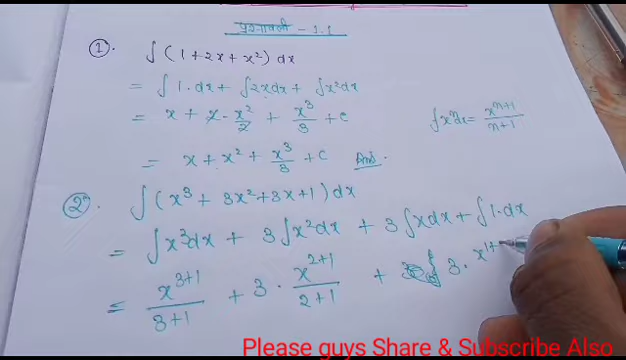 प्रश्नावली - 1.1
(1). ∫(1+2x+x²)dx
= ∫1.dx + ∫2xdx + ∫x²dx
= x + 2·x²/2 + x³/3 + c
∫xⁿdx = xⁿ⁺¹/n+1
= x + x² + x³/3 + c Ans.
(2) ∫(x³+3x²+3x+1)dx
= ∫x³dx + 3∫x²dx + 3∫xdx + ∫1.dx
= x³⁺¹/3+1 + 3·x²⁺¹/2+1 + 3·x¹⁺
Please guys Share & Subscribe Also